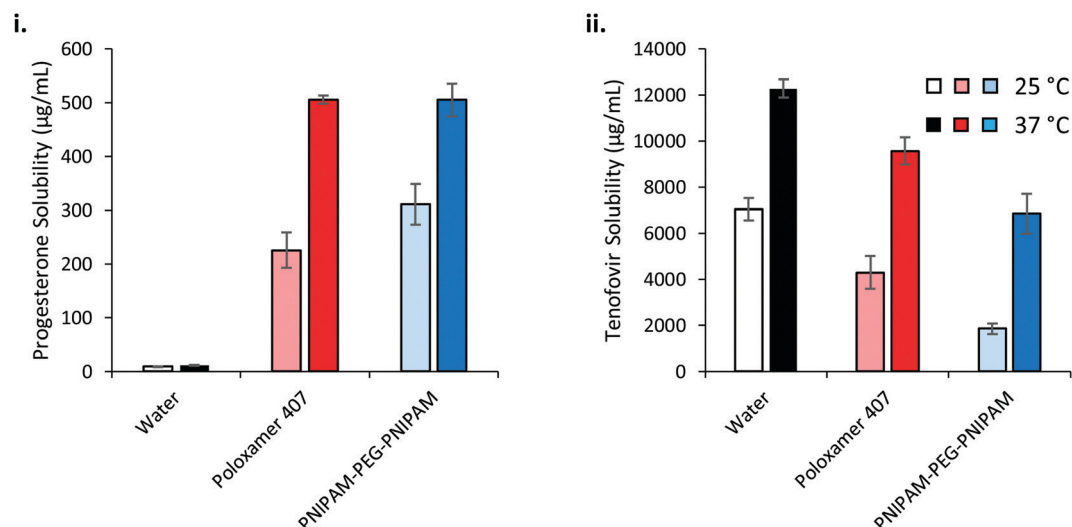 i.
Progesterone Solubility (µg/mL)
600
500
400
300
200
100
0
Water
Poloxamer 407
PNIPAM-PEG-PNIPAM
ii.
Tenofovir Solubility (µg/mL)
14000
12000
10000
8000
6000
4000
2000
0
Water
Poloxamer 407
PNIPAM-PEG-PNIPAM
25 °C
37 °C